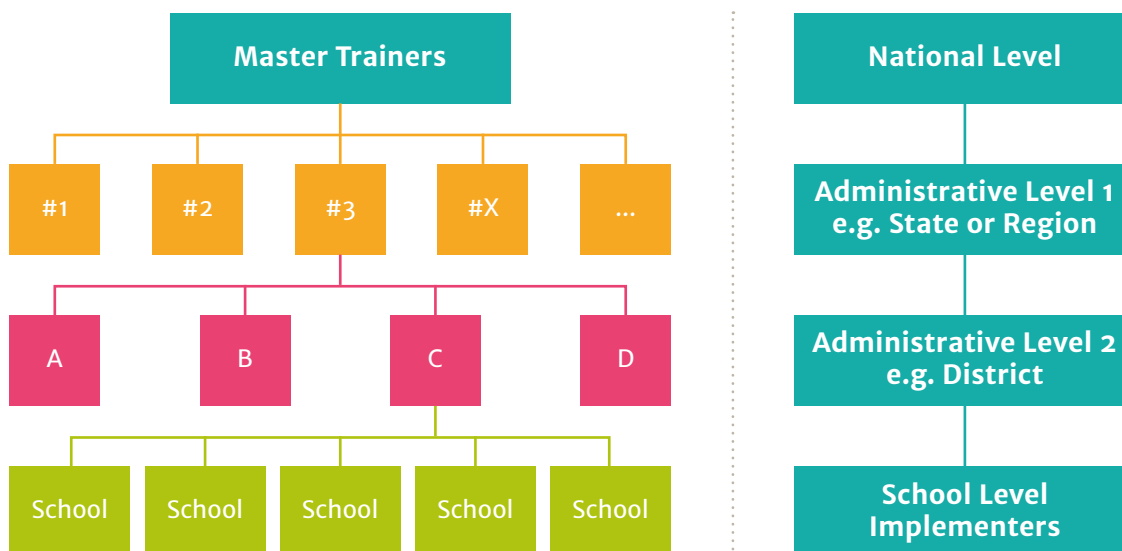 Master Trainers
#1
#2
#3
#X
...
A
B
C
D
School
School
School
School
School
National Level
Administrative Level 1
e.g. State or Region
Administrative Level 2
e.g. District
School Level
Implementers